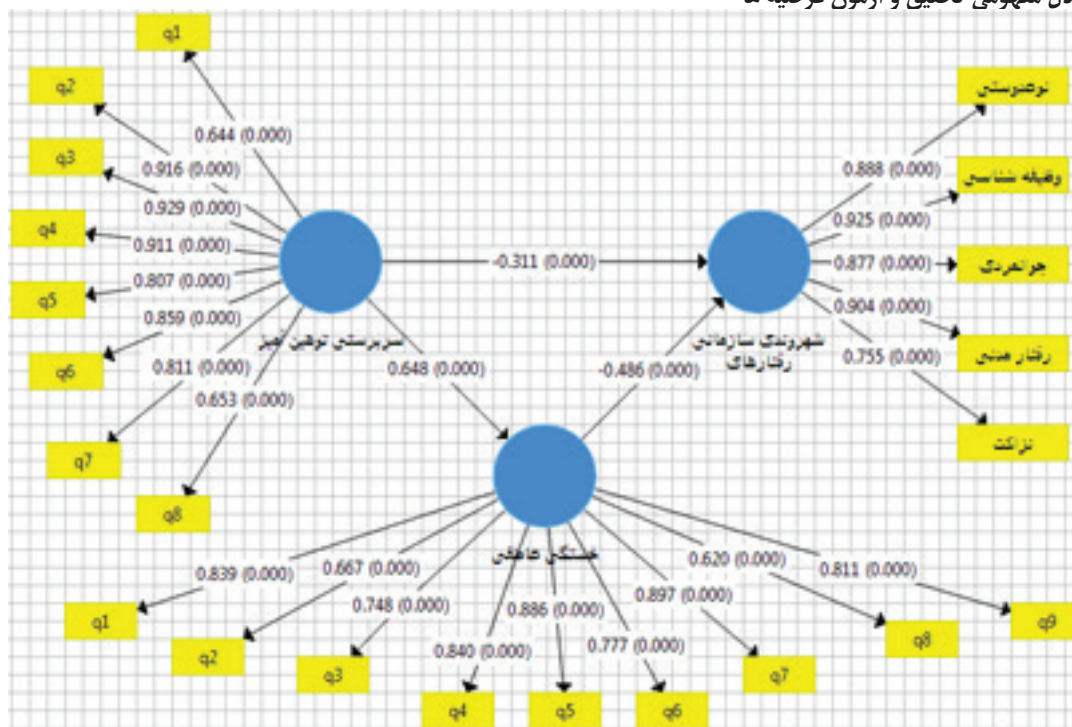 مفهومی تحقیق و آزمون فرضیه ها
q1
q2
q3
q4
q5
q6
q7
q8
0.644 (0.000)
0.916 (0.000)
0.929 (0.000)
0.911 (0.000)
0.807 (0.000)
0.859 (0.000)
0.811 (0.000)
0.653 (0.000)
سرپرستی توهین آمیز
-0.311 (0.000)
0.648 (0.000)
-0.486 (0.000)
شهروندی سازمانی
رفتارهای
0.888 (0.000)
0.925 (0.000)
0.877 (0.000)
0.904 (0.000)
0.755 (0.000)
نوعدوستی
وظیفه شناسی
جوانمردی
رفتار مدنی
نزاکت
خستگی عاطفی
0.839 (0.000)
0.667 (0.000)
0.748 (0.000)
0.840 (0.000)
0.886 (0.000)
0.777 (0.000)
0.897 (0.000)
0.620 (0.000)
0.811 (0.000)
q1
q2
q3
q4
q5
q6
q7
q8
q9